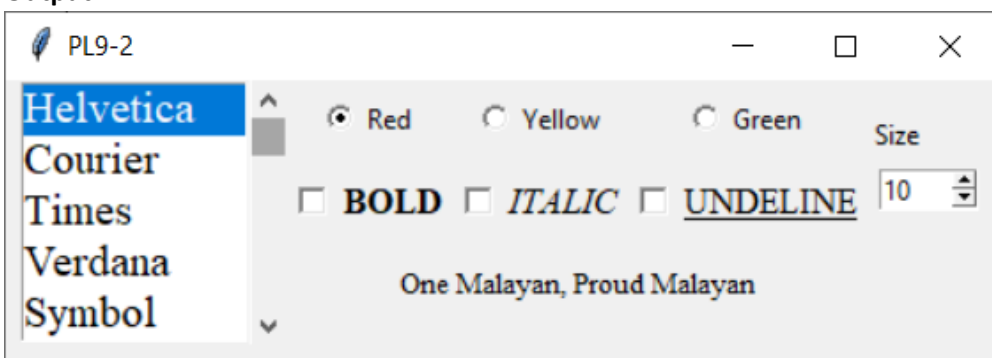 PL9-2
Helvetica
Courier
Times
Verdana
Symbol
Red Yellow Green
Size
BOLD ITALIC UNDELINE
10
One Malayan, Proud Malayan